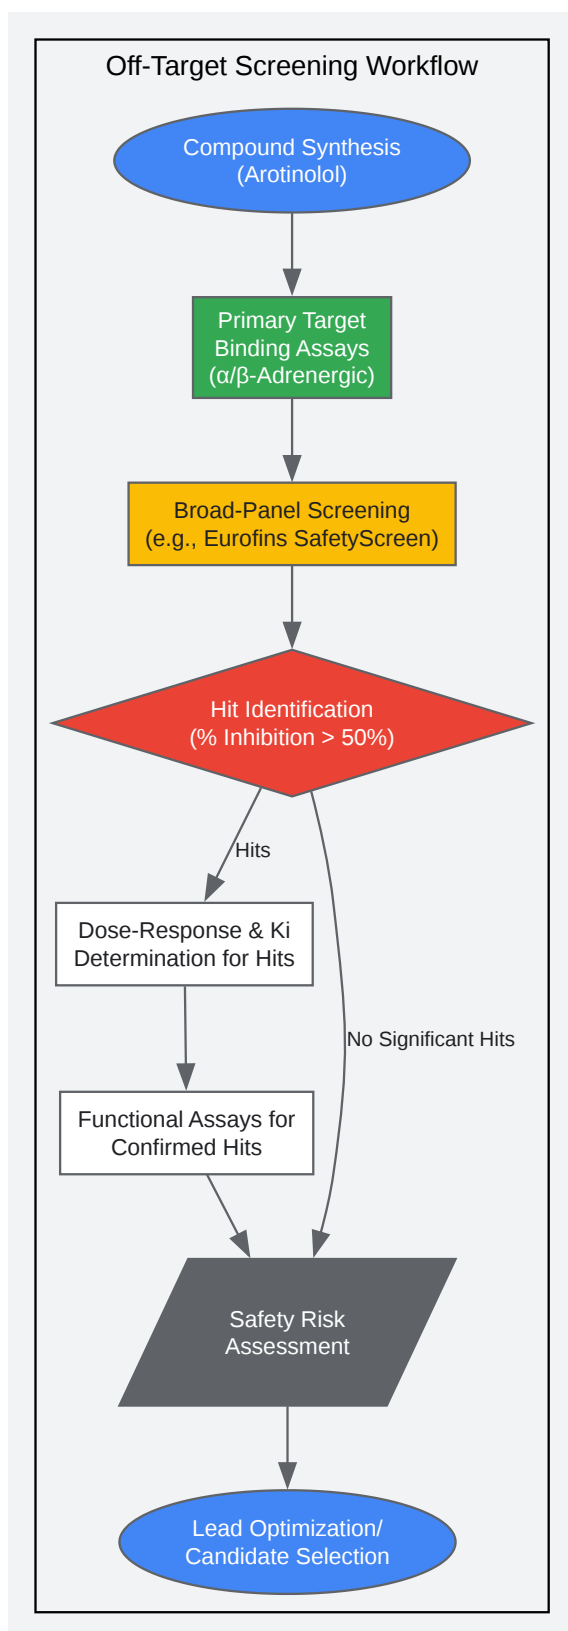 Off-Target Screening Workflow
Compound Synthesis
(Arotinolol)
Primary Target
Binding Assays
(α/β-Adrenergic)
Broad-Panel Screening
(e.g., Eurofins SafetyScreen)
Hit Identification
(% Inhibition > 50%)
Hits
Dose-Response & Ki
Determination for Hits
No Significant Hits
Functional Assays for
Confirmed Hits
Safety Risk
Assessment
Lead Optimization/
Candidate Selection